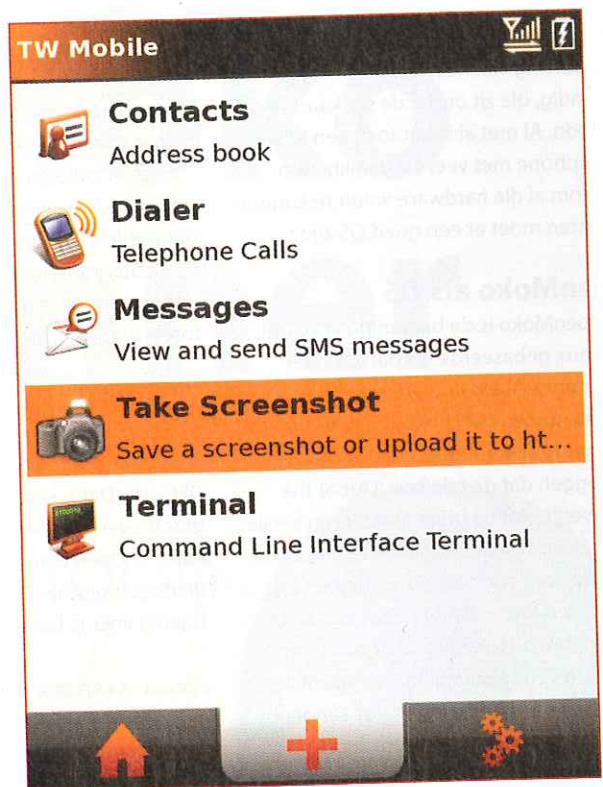 TW Mobile
Contacts
Address book
Dialer
Telephone Calls
Messages
View and send SMS messages
Take Screenshot
Save a screenshot or upload it to ht...
Terminal
Command Line Interface Terminal